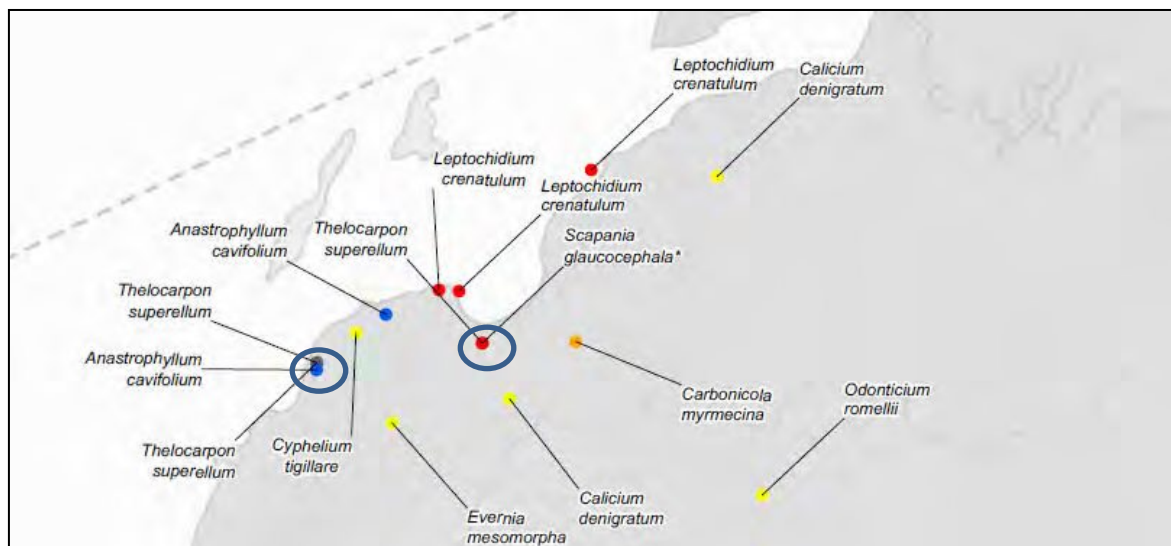 Leptochidium
crenatulum
Calicium
denigratum
Leptochidium
crenatulum
Leptochidium
crenatulum
Anastrophyllum
cavifolium
Thelocarpon
superellum
Scapania
glaucocephala*
Thelocarpon
superellum
Anastrophyllum
cavifolium
Carbonicola
myrmecina
Odonticium
romellii
Thelocarpon
superellum
Cyphelium
tigillare
Calicium
denigratum
Evernia
mesomorpha